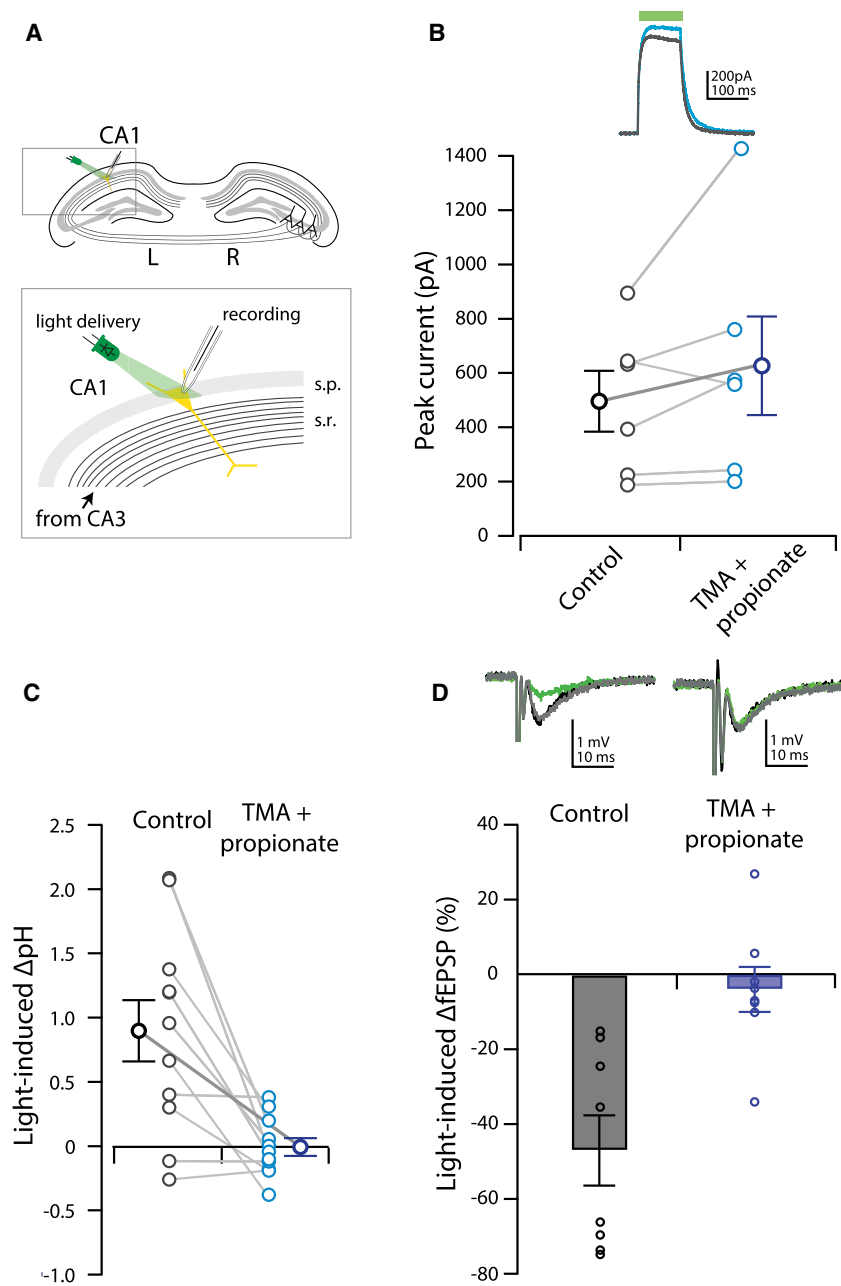 A
CA1
L
R
light delivery
recording
CA1
s.p.
s.r.
from CA3
B
200pA
100 ms
Peak current (pA)
1400
1200
1000
800
600
400
200
0
Control
TMA +
propionate
C
Control
TMA +
propionate
Light-induced ΔpH
2.5
2.0
1.5
1.0
0.5
0
-0.5
-1.0
D
1 mV
10 ms
1 mV
10 ms
Control
TMA +
propionate
Light-induced ΔfEPSP (%)
40
20
0
-20
-40
-60
-80